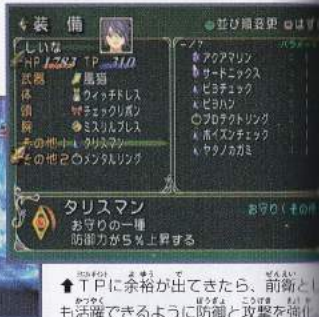 装備
並び順変更
しいな
HP 1,783 TP 310
武器 風猫
体 ウィッチドレス
頭 チェックリボン
腕 ミスリルブレス
その他1 タリスマン
その他2 メンタルリング
アクアマリン
サードニックス
ピヨチェック
ピヨハン
プロテクトリング
ポイズンチェック
ヤタノカガミ
タリスマン
お守りの一種
防御力が5%上昇する
お守り(その他
↑TPに余裕が出てきたら、前衛とし
も活躍できるように防御と攻撃を強化